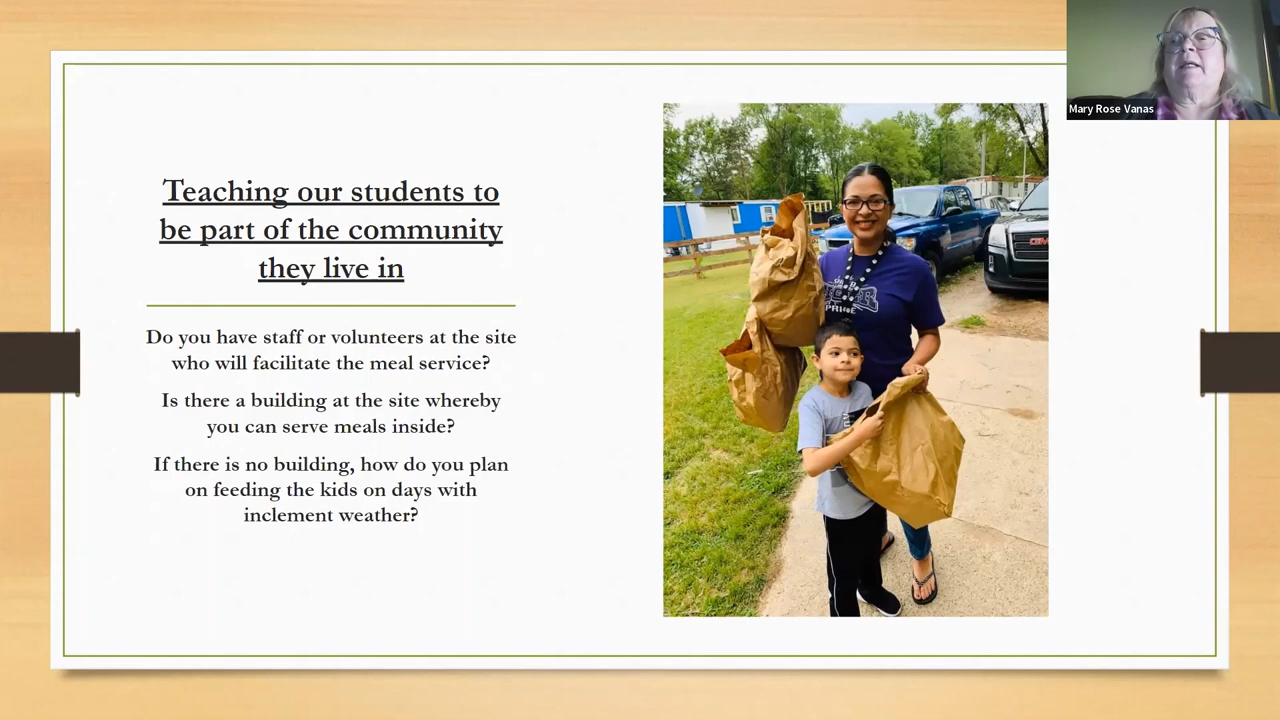 Mary Rose Vanas
Teaching our students to
be part of the community
they live in
Do you have staff or volunteers at the site
who will facilitate the meal service?
Is there a building at the site whereby
you can serve meals inside?
If there is no building, how do you plan
on feeding the kids on days with
inclement weather?
PRIDE
GMC